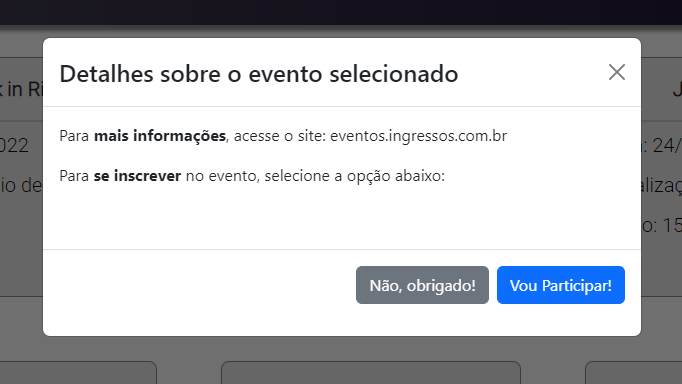 Detalhes sobre o evento selecionado
Para mais informações, acesse o site: eventos.ingressos.com.br
Para se inscrever no evento, selecione a opção abaixo:
Não, obrigado!
Vou Participar!
in Ri
J
022
: 24/
io de
alizaç
o: 15